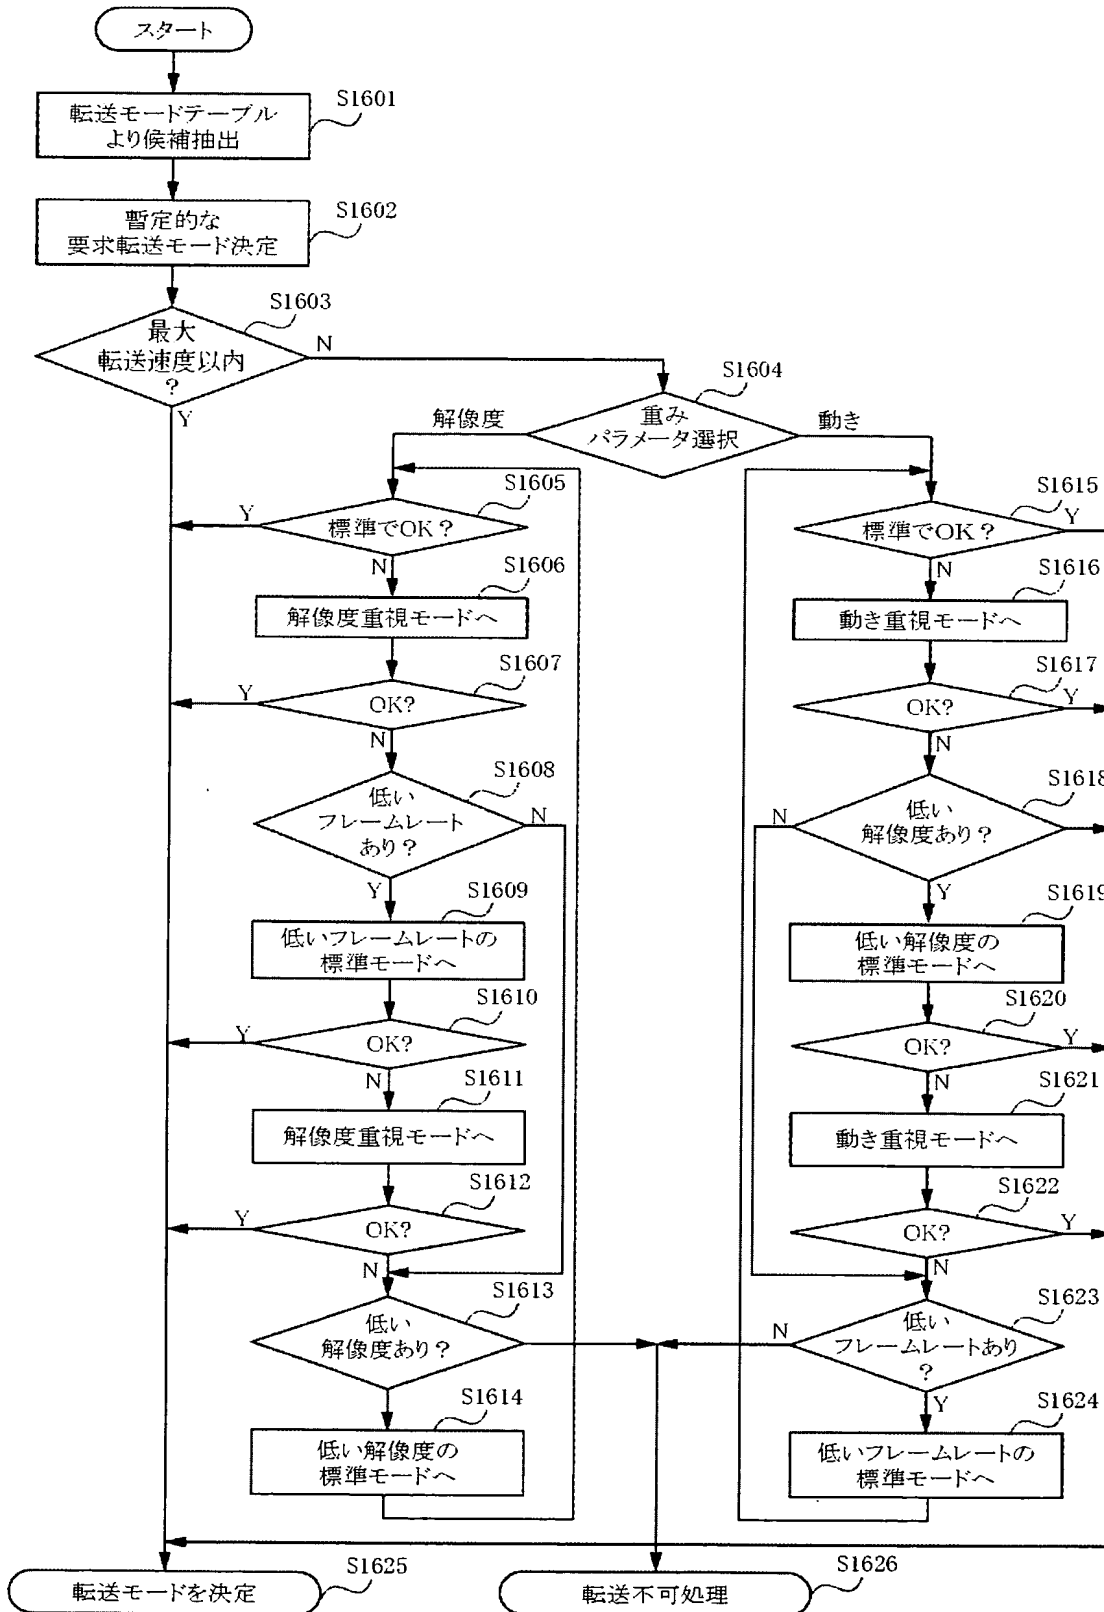 スタート
転送モードテーブル
より候補抽出
S1601
暫定的な
要求転送モード決定
S1602
最大
転送速度以内
?
S1603
N
Y
重み
パラメータ選択
S1604
解像度
動き
標準でOK?
S1605
Y
N
解像度重視モードへ
S1606
OK?
S1607
Y
N
低い
フレームレート
あり?
S1608
N
Y
低いフレームレートの
標準モードへ
S1609
OK?
S1610
Y
N
解像度重視モードへ
S1611
OK?
S1612
Y
N
低い
解像度あり?
S1613
低い解像度の
標準モードへ
S1614
標準でOK?
S1615
Y
N
動き重視モードへ
S1616
OK?
S1617
Y
N
低い
解像度あり?
S1618
N
Y
低い解像度の
標準モードへ
S1619
OK?
S1620
Y
N
動き重視モードへ
S1621
OK?
S1622
Y
N
低い
フレームレートあり
?
S1623
N
Y
低いフレームレートの
標準モードへ
S1624
転送モードを決定
S1625
転送不可処理
S1626